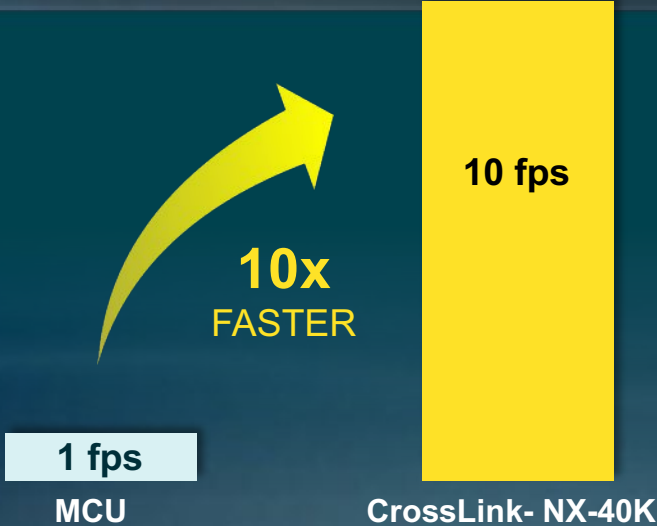 10 fps
10x
FASTER
1 fps
MCU
CrossLink- NX-40K